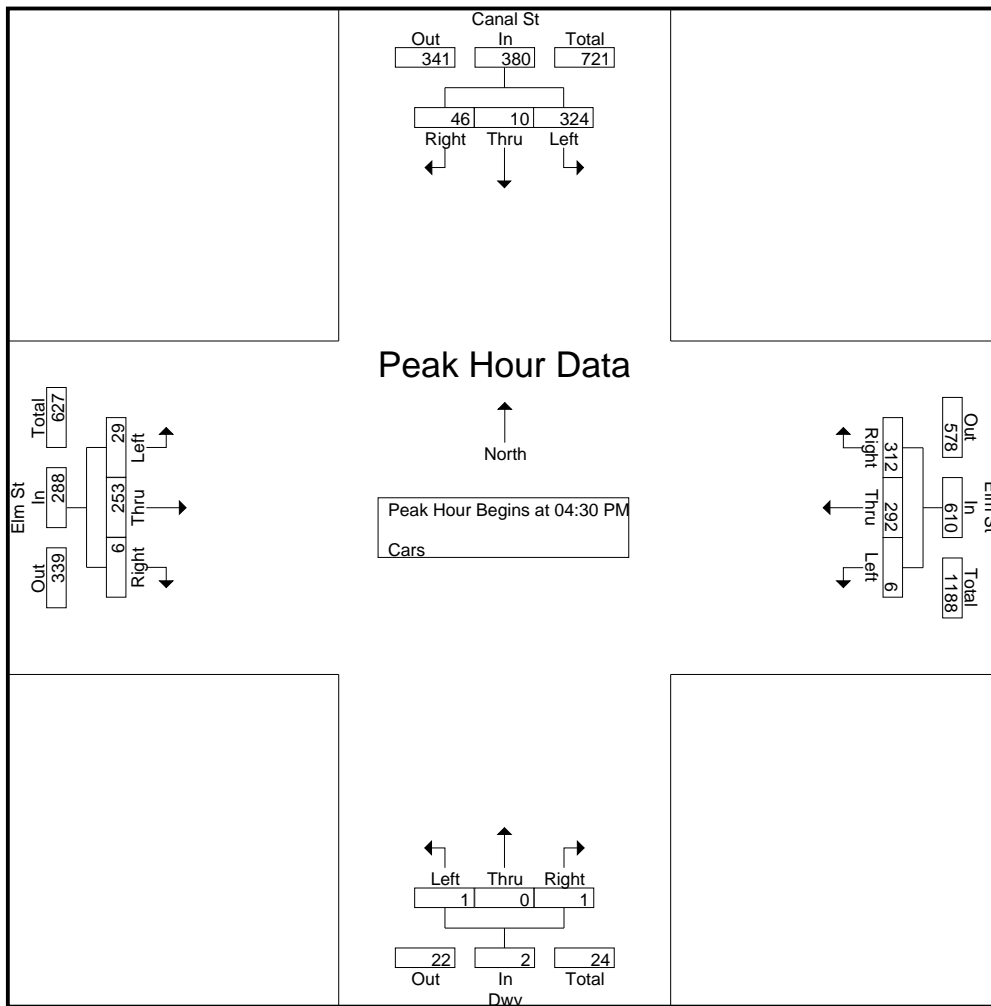 Canal St
Out In Total
341 380 721
46 10 324
Right Thru Left
Peak Hour Data
North
Peak Hour Begins at 04:30 PM
Cars
Elm St
Out In Total
339 288 627
Right Thru Left
6 253 29
Elm St
Out In Total
578 610 1188
312 292 6
Right Thru Left
Left Thru Right
1 0 1
22 2 24
Out In Total
Dwy